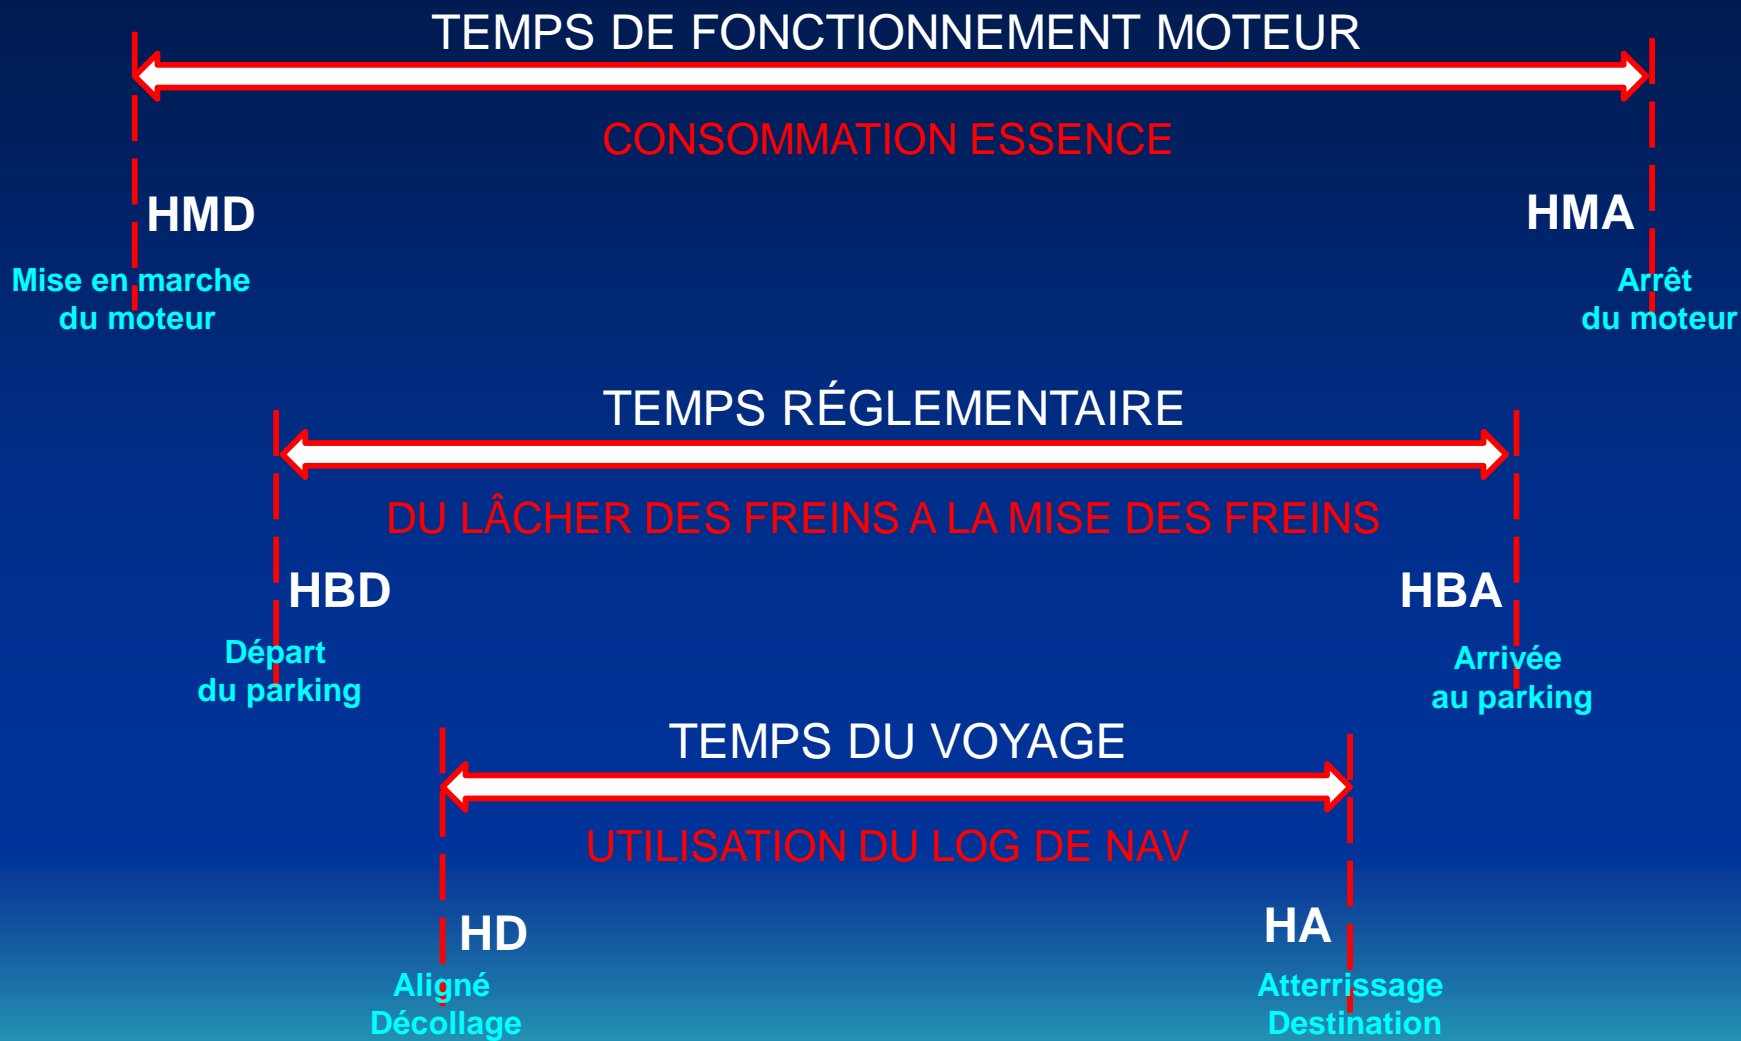 TEMPS DE FONCTIONNEMENT MOTEUR
CONSOMMATION ESSENCE
HMD
HMA
Mise en marche
du moteur
Arrêt
du moteur
TEMPS RÉGLEMENTAIRE
DU LÂCHER DES FREINS A LA MISE DES FREINS
HBD
HBA
Départ
du parking
Arrivée
au parking
TEMPS DU VOYAGE
UTILISATION DU LOG DE NAV
HD
HA
Aligné
Décollage
Atterrissage
Destination